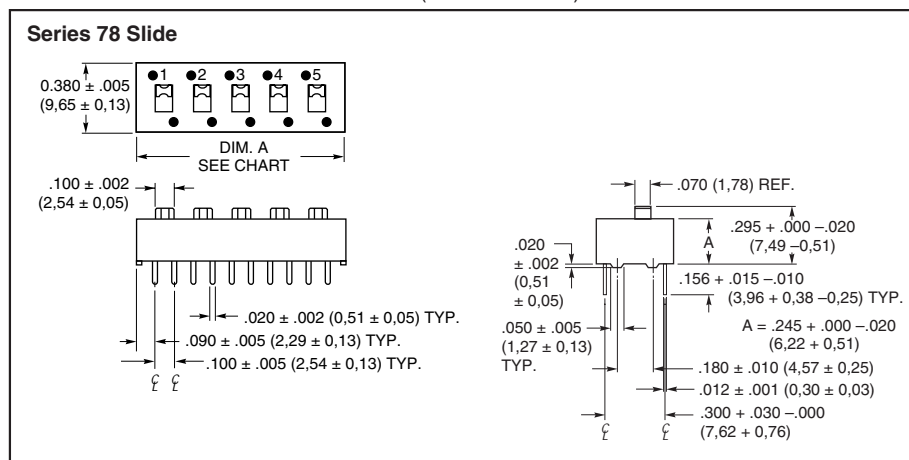 Series 78 Slide
0.380 ± .005
(9,65 ± 0,13)
1 2 3 4 5
DIM. A
SEE CHART
.100 ± .002
(2,54 ± 0,05)
.020 ± .002 (0,51 ± 0,05) TYP.
.090 ± .005 (2,29 ± 0,13) TYP.
.100 ± .005 (2,54 ± 0,13) TYP.
℄ ℄
.070 (1,78) REF.
A
.295 + .000 –.020
(7,49 –0,51)
.020
± .002
(0,51
± 0,05)
.156 + .015 –.010
(3,96 + 0,38 –0,25) TYP.
.050 ± .005
(1,27 ± 0,13)
TYP.
A = .245 + .000 –.020
(6,22 + 0,51)
.180 ± .010 (4,57 ± 0,25)
.012 ± .001 (0,30 ± 0,03)
.300 + .030 –.000
(7,62 + 0,76)
℄ ℄